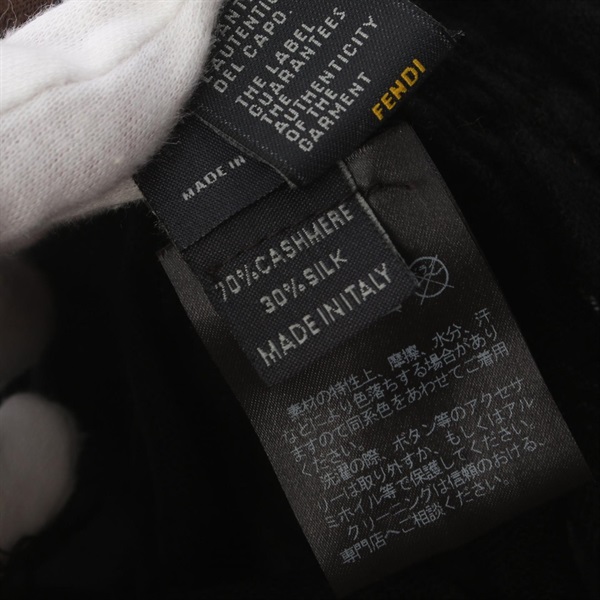 L'AUTENTICITÀ
DEL CAPO.
THE LABEL
GUARANTEES
THE
AUTHENTICITY
OF THE
GARMENT
FENDI
MADE IN
70%CASHMERE
30%SILK
MADE IN ITALY
素材の特性上、摩擦、水分、汗
などにより色落ちする場合があり
ますので同系色をあわせてご着用
ください。
洗濯の際、ボタン等のアクセサ
リーは取り外すか、もしくはアル
ミホイル等で保護してください。
クリーニングは信頼のおける、
専門店へご相談ください。